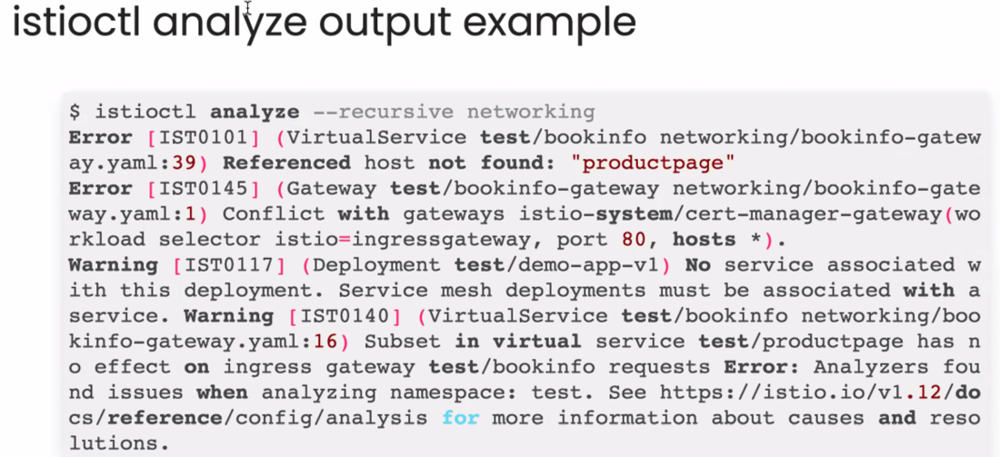 istioctl analyze output example
$ istioctl analyze --recursive networking
Error [IST0101] (VirtualService test/bookinfo networking/bookinfo-gatew
ay.yaml:39) Referenced host not found: "productpage"
Error [IST0145] (Gateway test/bookinfo-gateway networking/bookinfo-gate
way.yaml:1) Conflict with gateways istio-system/cert-manager-gateway(wo
rkload selector istio=ingressgateway, port 80, hosts *).
Warning [IST0117] (Deployment test/demo-app-v1) No service associated w
ith this deployment. Service mesh deployments must be associated with a
service. Warning [IST0140] (VirtualService test/bookinfo networking/boo
kinfo-gateway.yaml:16) Subset in virtual service test/productpage has n
o effect on ingress gateway test/bookinfo requests Error: Analyzers fou
nd issues when analyzing namespace: test. See https://istio.io/v1.12/do
cs/reference/config/analysis for more information about causes and reso
lutions.